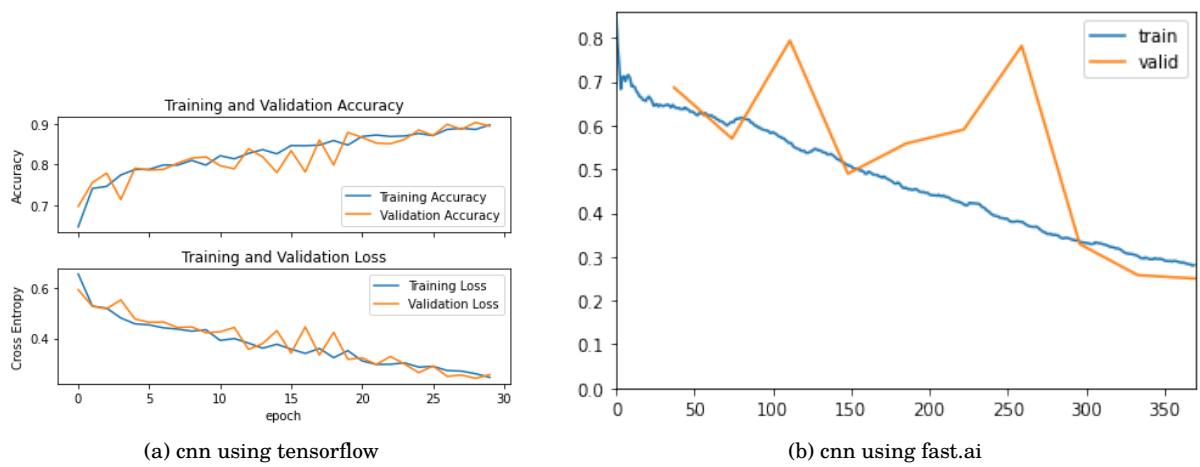 Training and Validation Accuracy
Accuracy
0.9
0.8
0.7
Training Accuracy
Validation Accuracy
Training and Validation Loss
Cross Entropy
0.6
0.4
Training Loss
Validation Loss
0 5 10 15 20 25 30
epoch
(a) cnn using tensorflow
0.8
0.7
0.6
0.5
0.4
0.3
0.2
0.1
0.0
train
valid
0 50 100 150 200 250 300 350
(b) cnn using fast.ai